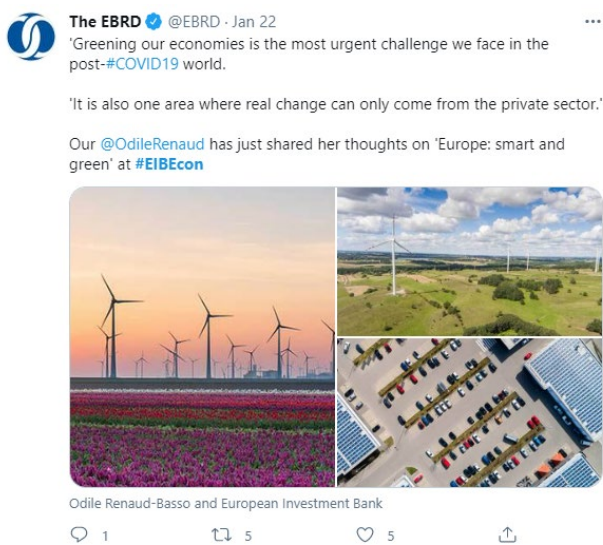 The EBRD @EBRD · Jan 22
'Greening our economies is the most urgent challenge we face in the
post-#COVID19 world.
'It is also one area where real change can only come from the private sector.'
Our @OdileRenaud has just shared her thoughts on 'Europe: smart and
green' at #EIBEcon
Odile Renaud-Basso and European Investment Bank
1 5 5